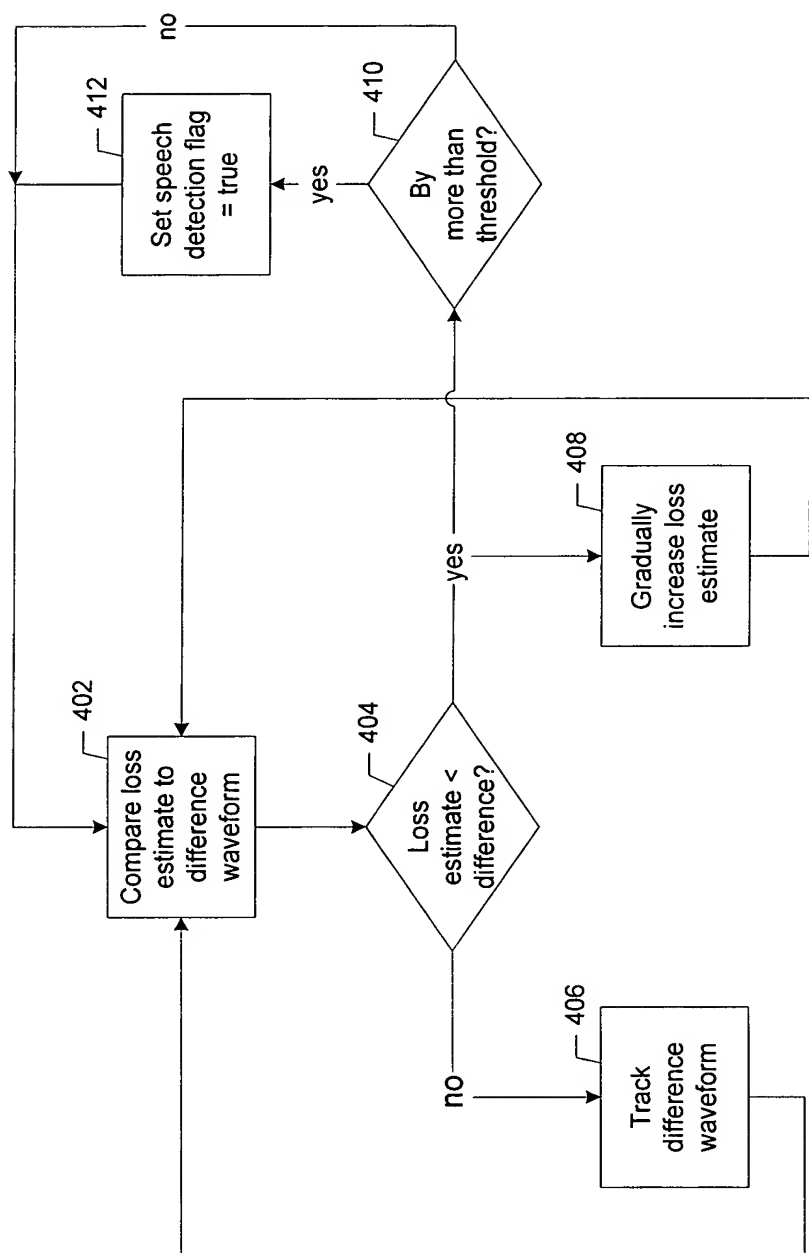 402
Compare loss
estimate to
difference
waveform
404
Loss
estimate <
difference?
no
yes
406
Track
difference
waveform
408
Gradually
increase loss
estimate
410
By
more than
threshold?
yes
no
412
Set speech
detection flag
= true